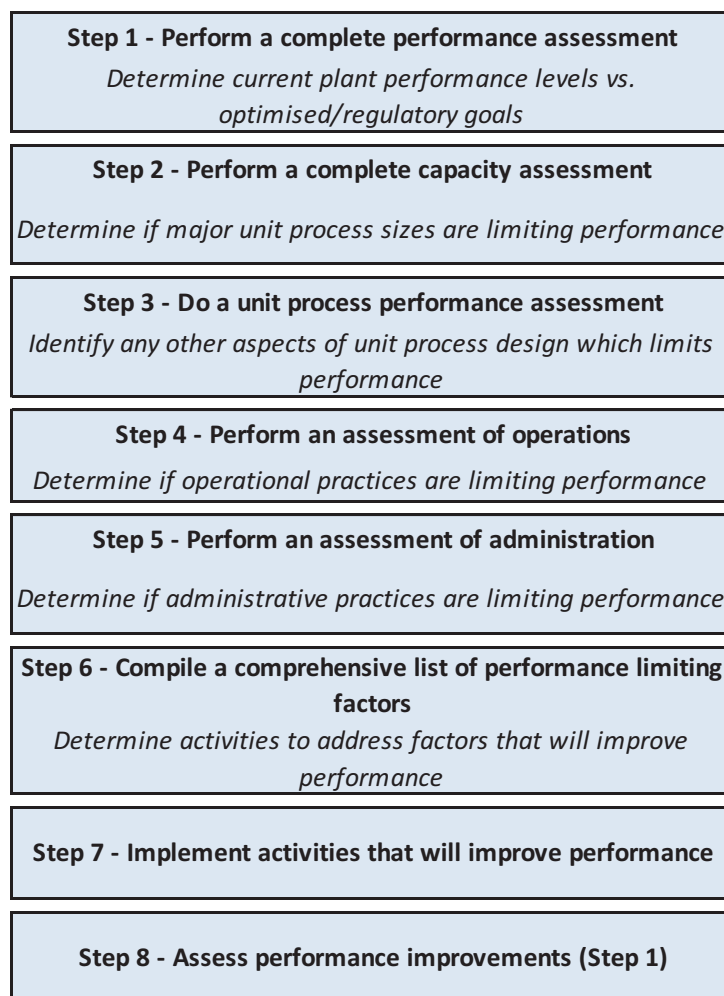 Step 1 - Perform a complete performance assessment
Determine current plant performance levels vs.
optimised/regulatory goals
Step 2 - Perform a complete capacity assessment
Determine if major unit process sizes are limiting performance
Step 3 - Do a unit process performance assessment
Identify any other aspects of unit process design which limits
performance
Step 4 - Perform an assessment of operations
Determine if operational practices are limiting performance
Step 5 - Perform an assessment of administration
Determine if administrative practices are limiting performance
Step 6 - Compile a comprehensive list of performance limiting
factors
Determine activities to address factors that will improve
performance
Step 7 - Implement activities that will improve performance
Step 8 - Assess performance improvements (Step 1)